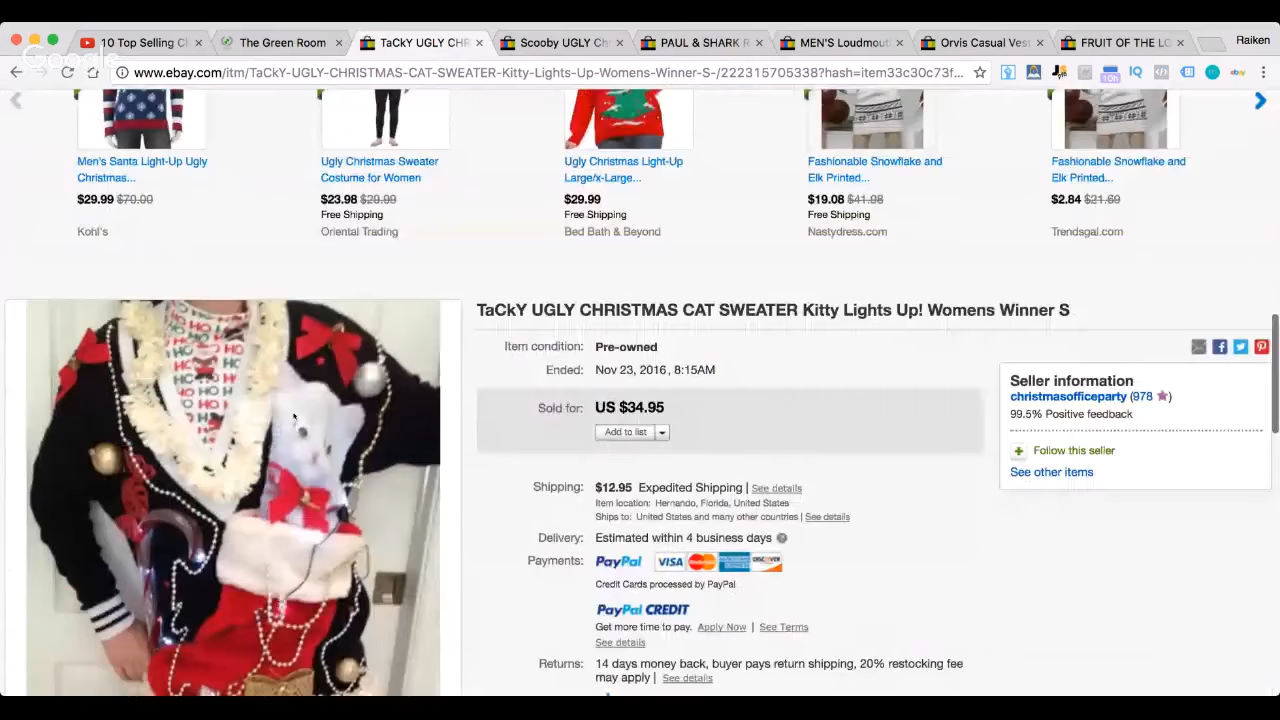 10 Top Selling Cl
The Green Room
TaCkY UGLY CHR
Scooby UGLY Ch
PAUL & SHARK R
MEN'S Loudmout
Orvis Casual Vest
FRUIT OF THE LO
Raiken
Google
www.ebay.com/itm/TaCkY-UGLY-CHRISTMAS-CAT-SWEATER-Kitty-Lights-Up-Womens-Winner-S-/222315705338?hash=item33c30c73f...
10h
IQ
ebay
Men's Santa Light-Up Ugly
Christmas...
$29.99 $70.00
Kohl's
Ugly Christmas Sweater
Costume for Women
$23.98 $29.99
Free Shipping
Oriental Trading
Ugly Christmas Light-Up
Large/x-Large...
$29.99
Free Shipping
Bed Bath & Beyond
Fashionable Snowflake and
Elk Printed...
$19.08 $41.98
Free Shipping
Nastydress.com
Fashionable Snowflake and
Elk Printed...
$2.84 $21.69
Trendsgal.com
HO HO HO
TaCkY UGLY CHRISTMAS CAT SWEATER Kitty Lights Up! Womens Winner S
Item condition: Pre-owned
Ended: Nov 23, 2016 , 8:15AM
Sold for: US $34.95
Add to list
Shipping: $12.95 Expedited Shipping | See details
Item location: Hernando, Florida, United States
Ships to: United States and many other countries | See details
Delivery: Estimated within 4 business days
Payments: PayPal VISA MasterCard DISCOVER
Credit Cards processed by PayPal
PayPal CREDIT
Get more time to pay. Apply Now | See Terms
See details
Returns: 14 days money back, buyer pays return shipping, 20% restocking fee
may apply | See details
Seller information
christmasofficeparty (978 )
99.5% Positive feedback
Follow this seller
See other items